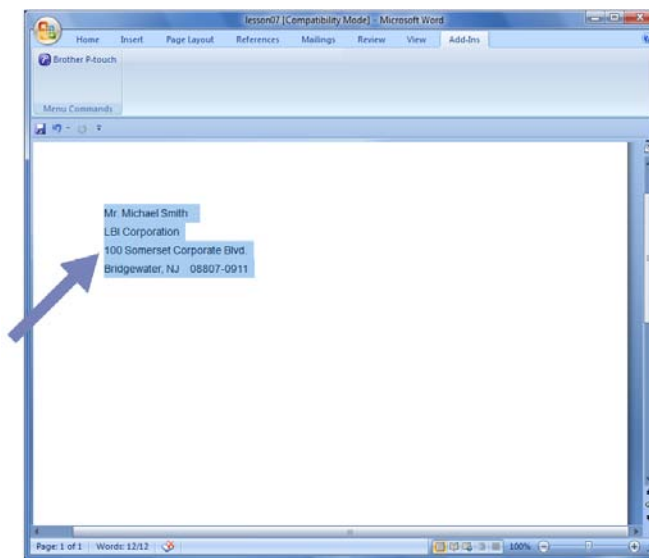 lesson07 [Compatibility Mode] - Microsoft Word
Home Insert Page Layout References Mailings Review View Add-Ins
Brother P-touch
Menu Commands
Mr. Michael Smith
LBI Corporation
100 Somerset Corporate Blvd.
Bridgewater, NJ 08807-0911
Page: 1 of 1 Words: 12/12 100%